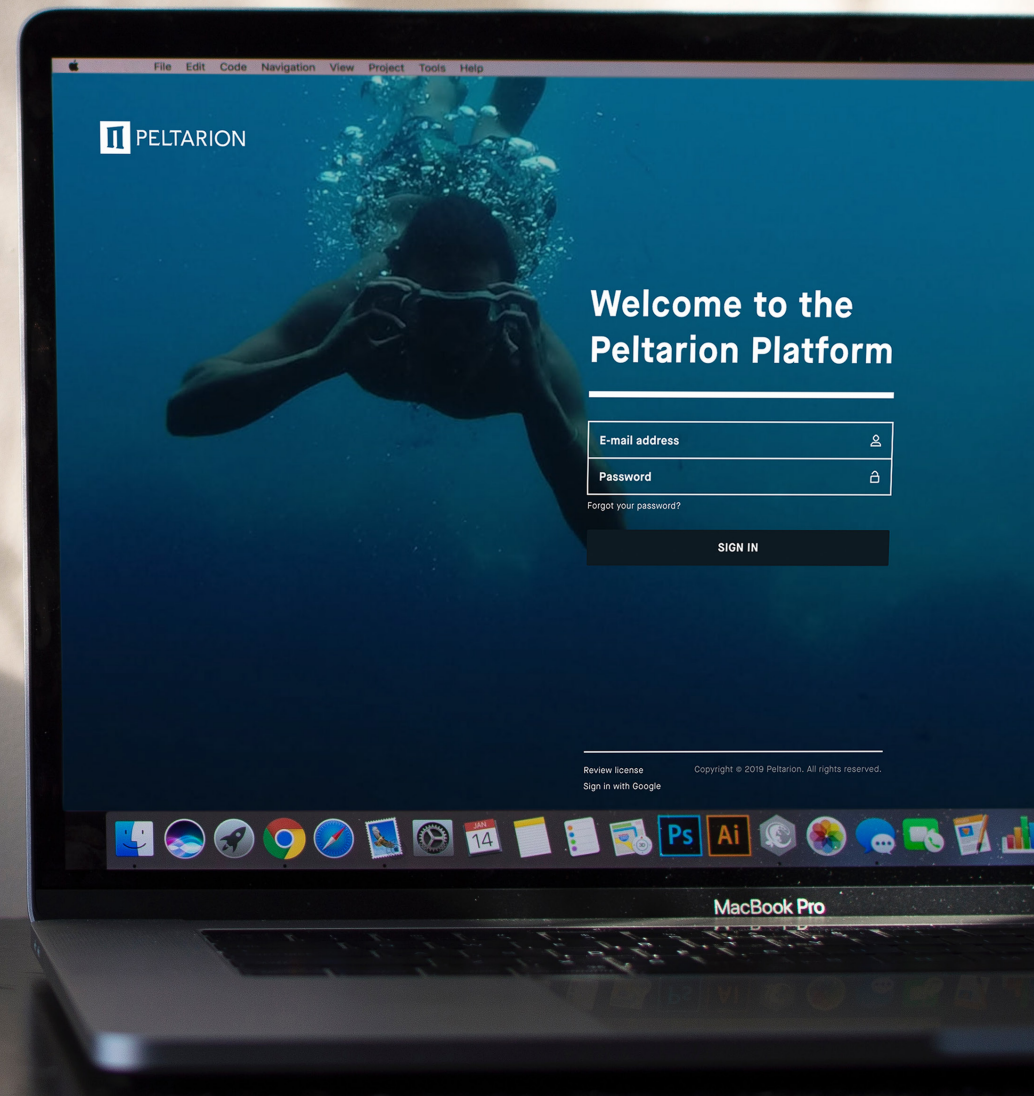 File Edit Code Navigation View Project Tools Help
PELTARION
Welcome to the
Peltarion Platform
E-mail address
Password
Forgot your password?
SIGN IN
Review license
Copyright © 2019 Peltarion. All rights reserved.
Sign in with Google
JAN
14
Ps
Ai
MacBook Pro